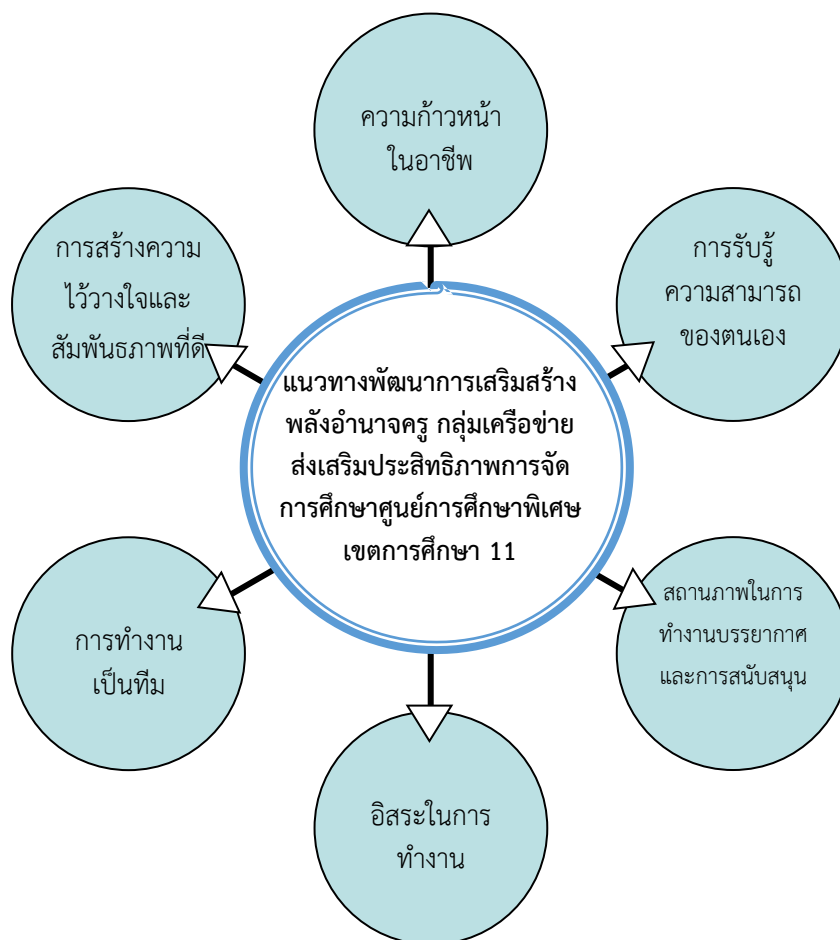 ความก้าวหน้า
ในอาชีพ
การสร้างความ
ไว้วางใจและ
สัมพันธภาพที่ดี
การรับรู้
ความสามารถ
ของตนเอง
แนวทางพัฒนาการเสริมสร้าง
พลังอำนาจครู กลุ่มเครือข่าย
ส่งเสริมประสิทธิภาพการจัด
การศึกษาศูนย์การศึกษาพิเศษ
เขตการศึกษา 11
การทำงาน
เป็นทีม
สถานภาพในการ
ทำงานบรรยากาศ
และการสนับสนุน
อิสระในการ
ทำงาน